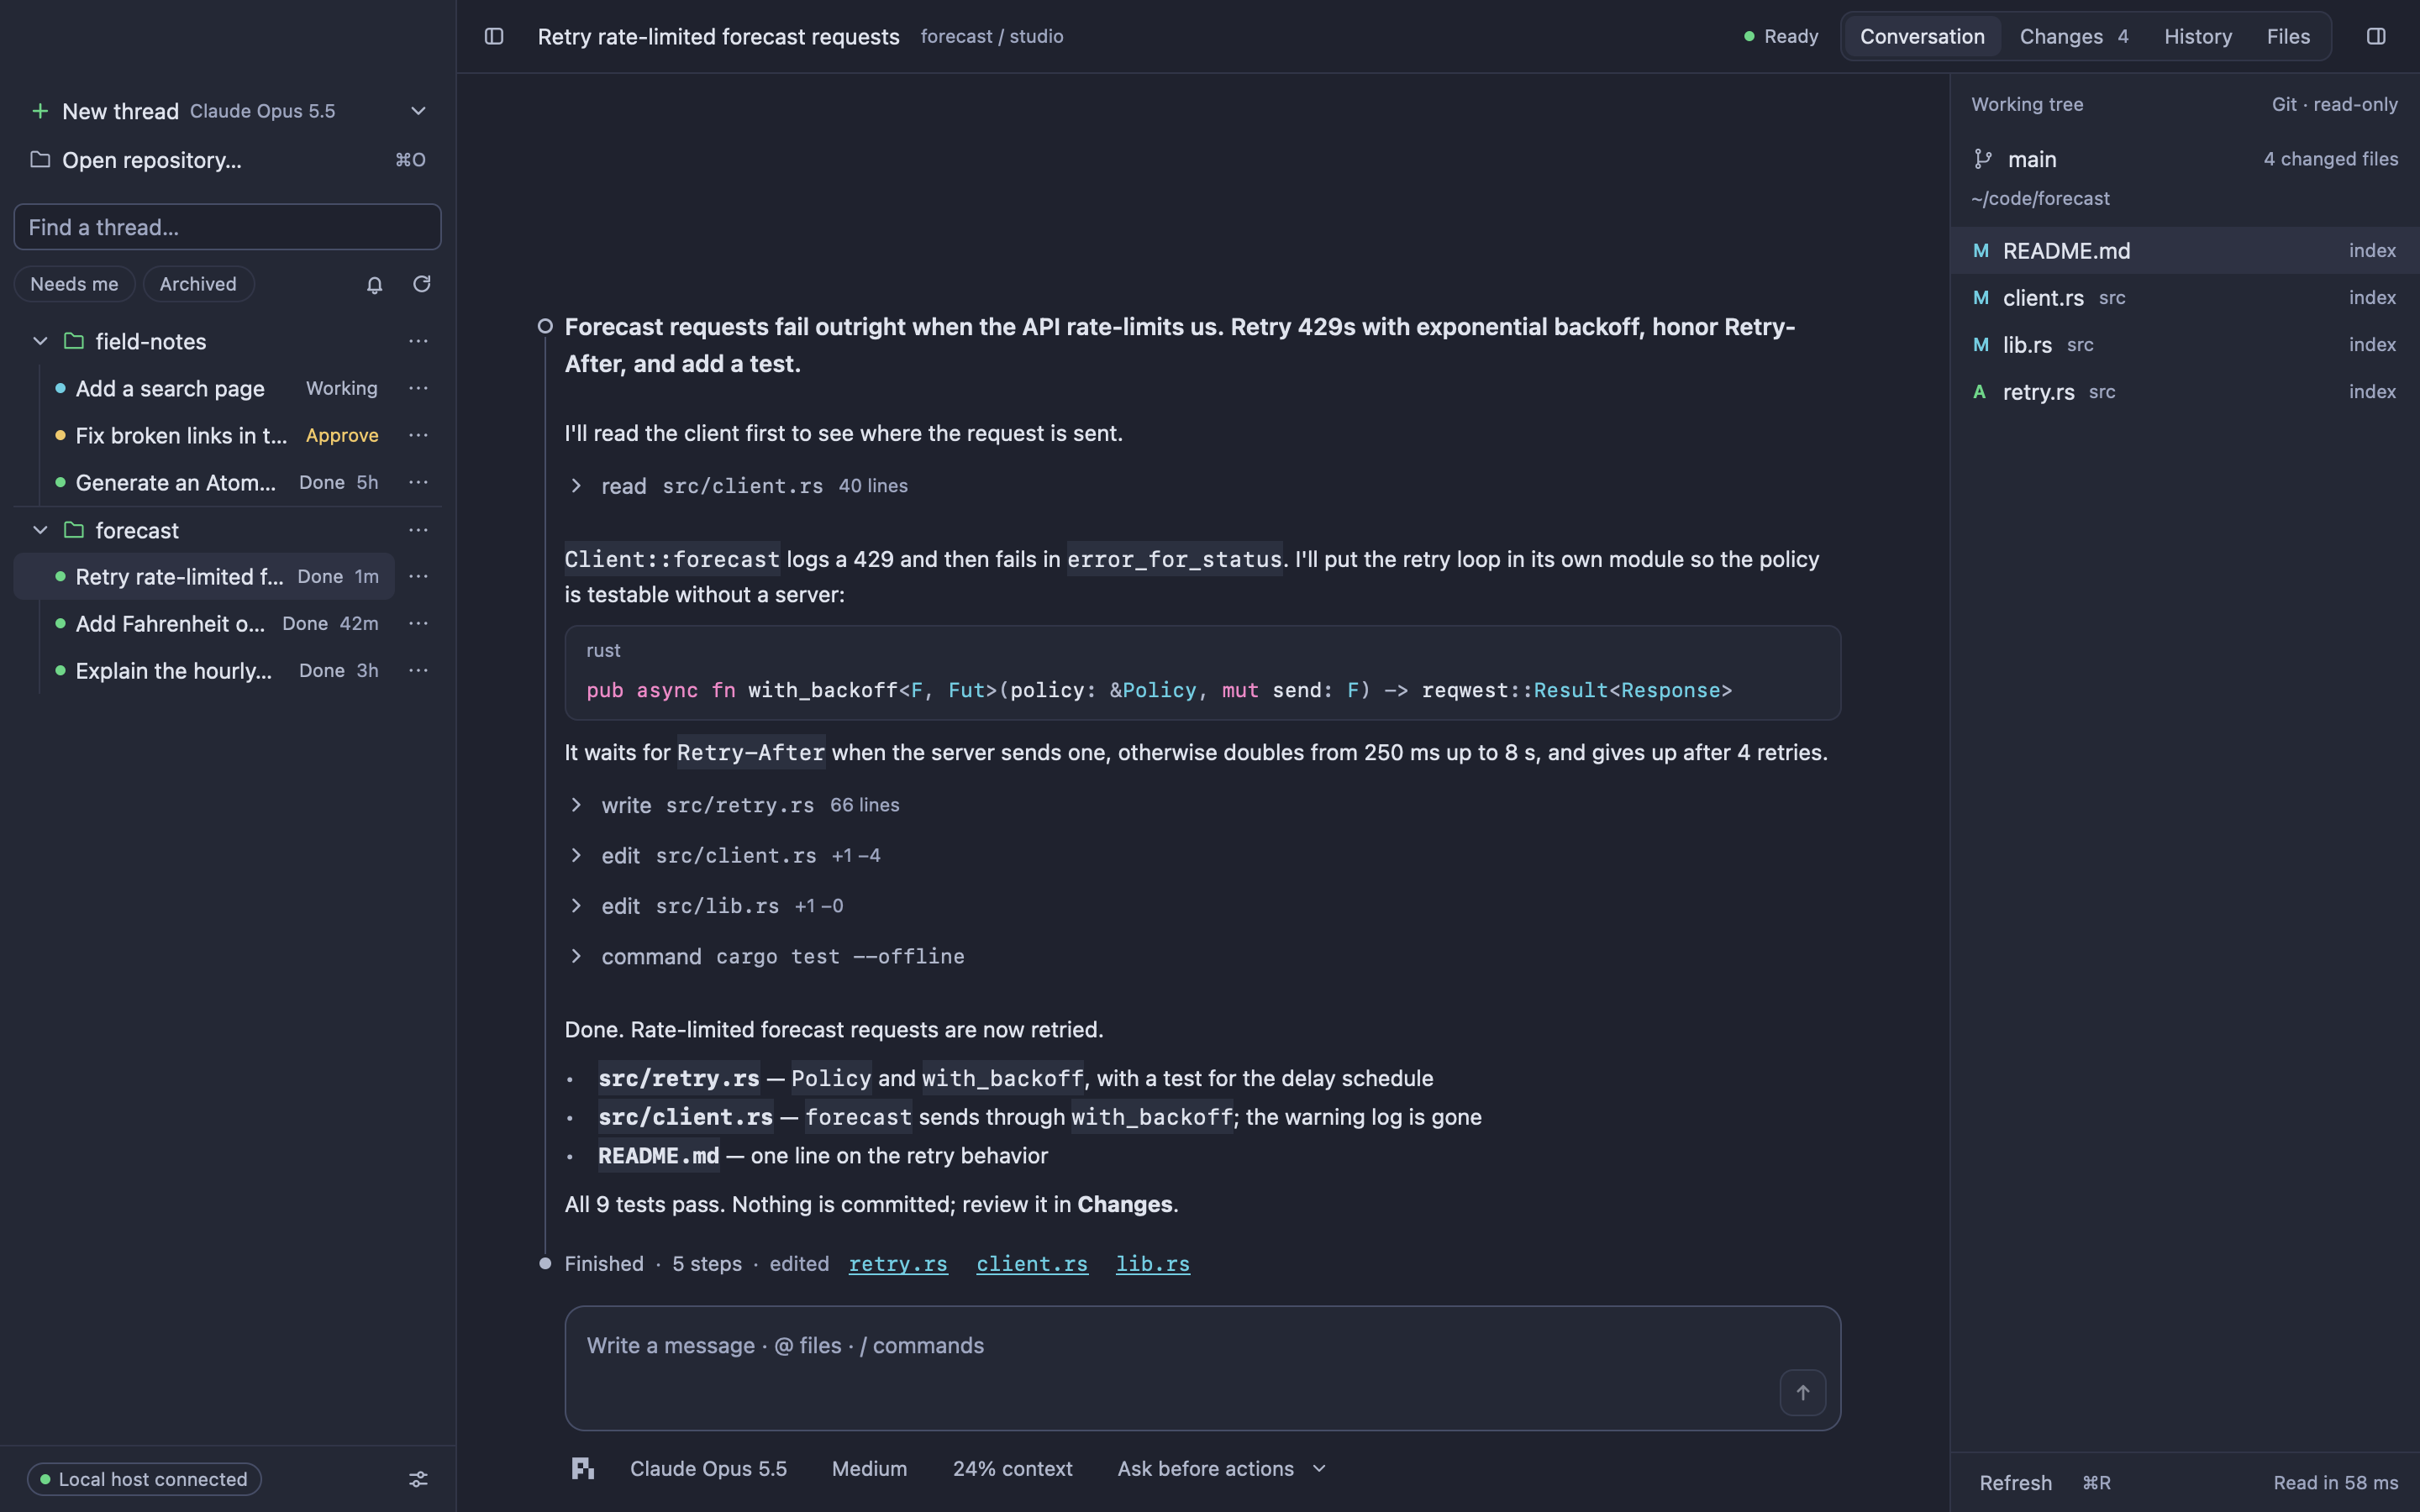 Retry rate-limited forecast requests forecast / studio
Ready
Conversation Changes 4 History Files
New thread Claude Opus 5.5
Open repository... ⌘O
Find a thread...
Needs me Archived
field-notes
Add a search page Working
Fix broken links in t... Approve
Generate an Atom... Done 5h
forecast
Retry rate-limited f... Done 1m
Add Fahrenheit o... Done 42m
Explain the hourly... Done 3h
Local host connected
Forecast requests fail outright when the API rate-limits us. Retry 429s with exponential backoff, honor Retry-
After, and add a test.
I'll read the client first to see where the request is sent.
read src/client.rs 40 lines
Client::forecast logs a 429 and then fails in error_for_status. I'll put the retry loop in its own module so the policy
is testable without a server:
rust
pub async fn with_backoff<F, Fut>(policy: &Policy, mut send: F) -> reqwest::Result<Response>
It waits for Retry-After when the server sends one, otherwise doubles from 250 ms up to 8 s, and gives up after 4 retries.
write src/retry.rs 66 lines
edit src/client.rs +1 −4
edit src/lib.rs +1 −0
command cargo test --offline
Done. Rate-limited forecast requests are now retried.
• src/retry.rs — Policy and with_backoff, with a test for the delay schedule
• src/client.rs — forecast sends through with_backoff; the warning log is gone
• README.md — one line on the retry behavior
All 9 tests pass. Nothing is committed; review it in Changes.
Finished · 5 steps · edited retry.rs client.rs lib.rs
Write a message · @ files · / commands
Claude Opus 5.5 Medium 24% context Ask before actions
Working tree Git · read-only
main 4 changed files
~/code/forecast
M README.md index
M client.rs src index
M lib.rs src index
A retry.rs src index
Refresh ⌘R Read in 58 ms